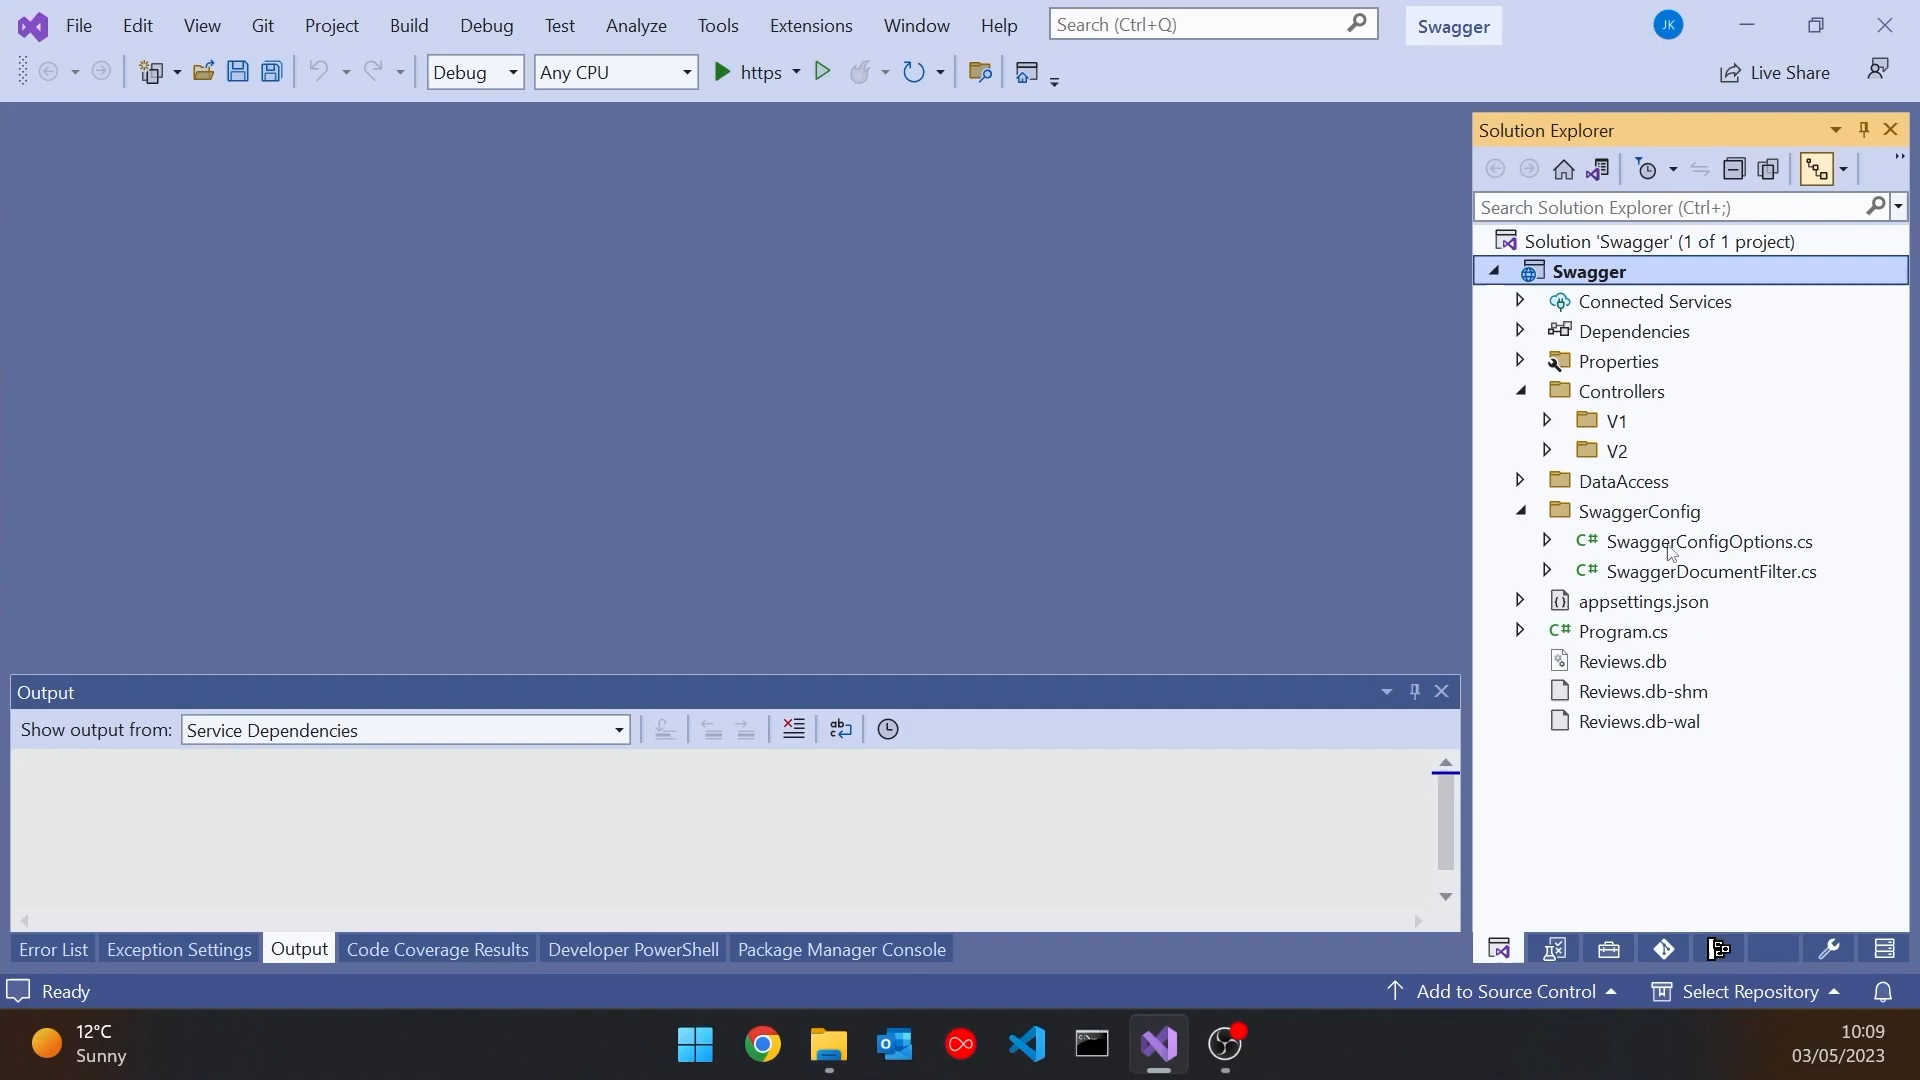 File Edit View Git Project Build Debug Test Analyze Tools Extensions Window Help Search (Ctrl+Q) Swagger JK
Debug Any CPU https Live Share
Solution Explorer
Search Solution Explorer (Ctrl+;)
Solution 'Swagger' (1 of 1 project)
Swagger
Connected Services
Dependencies
Properties
Controllers
V1
V2
DataAccess
SwaggerConfig
C# SwaggerConfigOptions.cs
C# SwaggerDocumentFilter.cs
appsettings.json
C# Program.cs
Reviews.db
Reviews.db-shm
Reviews.db-wal
Output
Show output from: Service Dependencies
Error List Exception Settings Output Code Coverage Results Developer PowerShell Package Manager Console
Ready Add to Source Control Select Repository
12°C
Sunny
10:09
03/05/2023